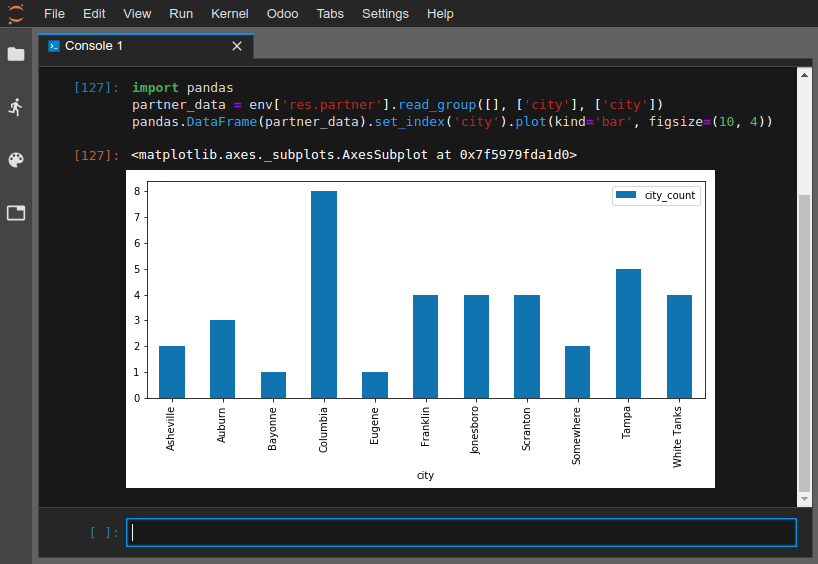 File Edit View Run Kernel Odoo Tabs Settings Help
Console 1
[127]: import pandas
partner_data = env['res.partner'].read_group([], ['city'], ['city'])
pandas.DataFrame(partner_data).set_index('city').plot(kind='bar', figsize=(10, 4))
[127]: <matplotlib.axes._subplots.AxesSubplot at 0x7f5979fda1d0>
city_count
8
7
6
5
4
3
2
1
0
Asheville
Auburn
Bayonne
Columbia
Eugene
Franklin
Jonesboro
Scranton
Somewhere
Tampa
White Tanks
city
[ ]: